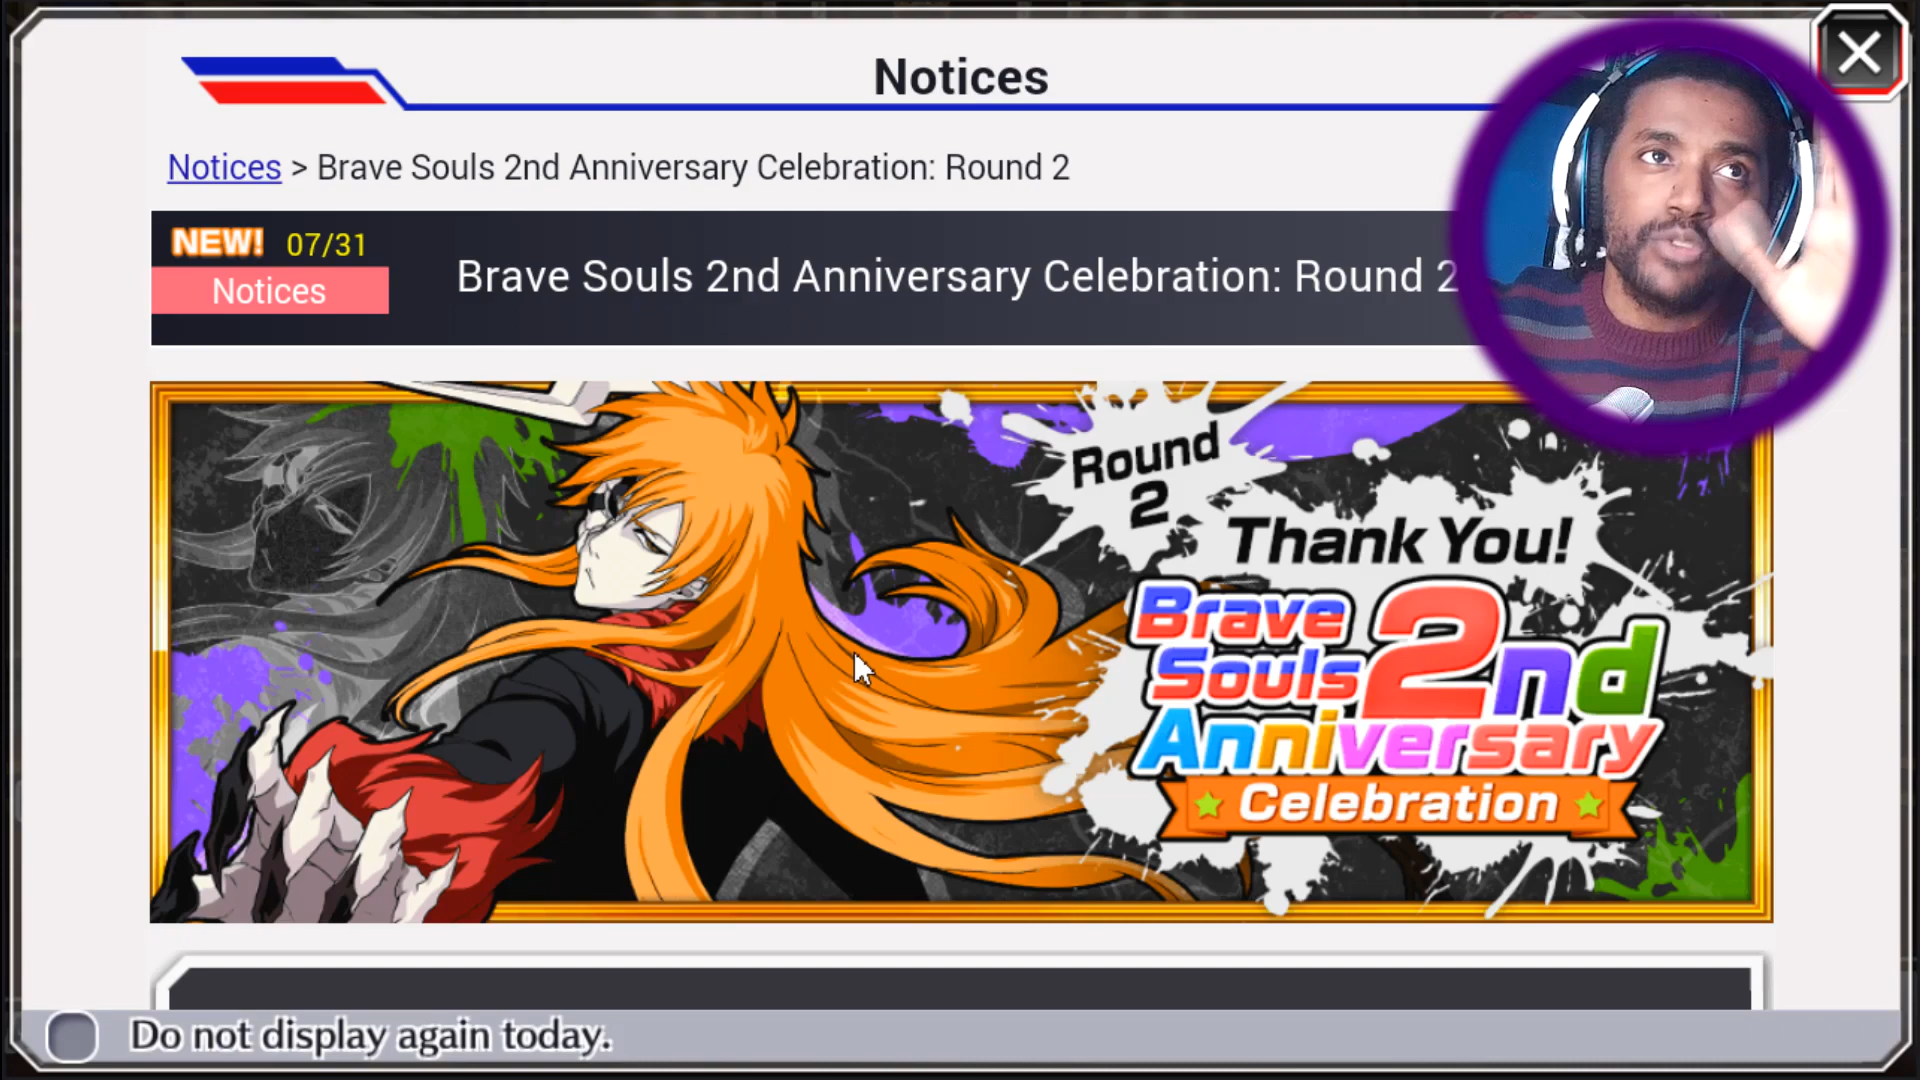 Notices
Notices > Brave Souls 2nd Anniversary Celebration: Round 2
NEW! 07/31
Notices
Brave Souls 2nd Anniversary Celebration: Round 2
Round
2
Thank You!
Brave
Souls 2nd
Anniversary
Celebration
Do not display again today.